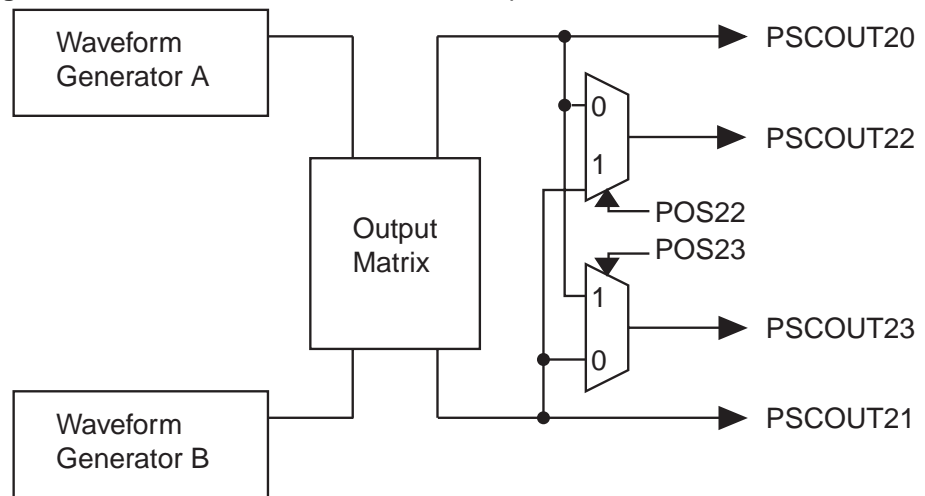 Waveform
Generator A
PSCOUT20
0
PSCOUT22
1
POS22
Output
Matrix
POS23
1
PSCOUT23
0
Waveform
Generator B
PSCOUT21